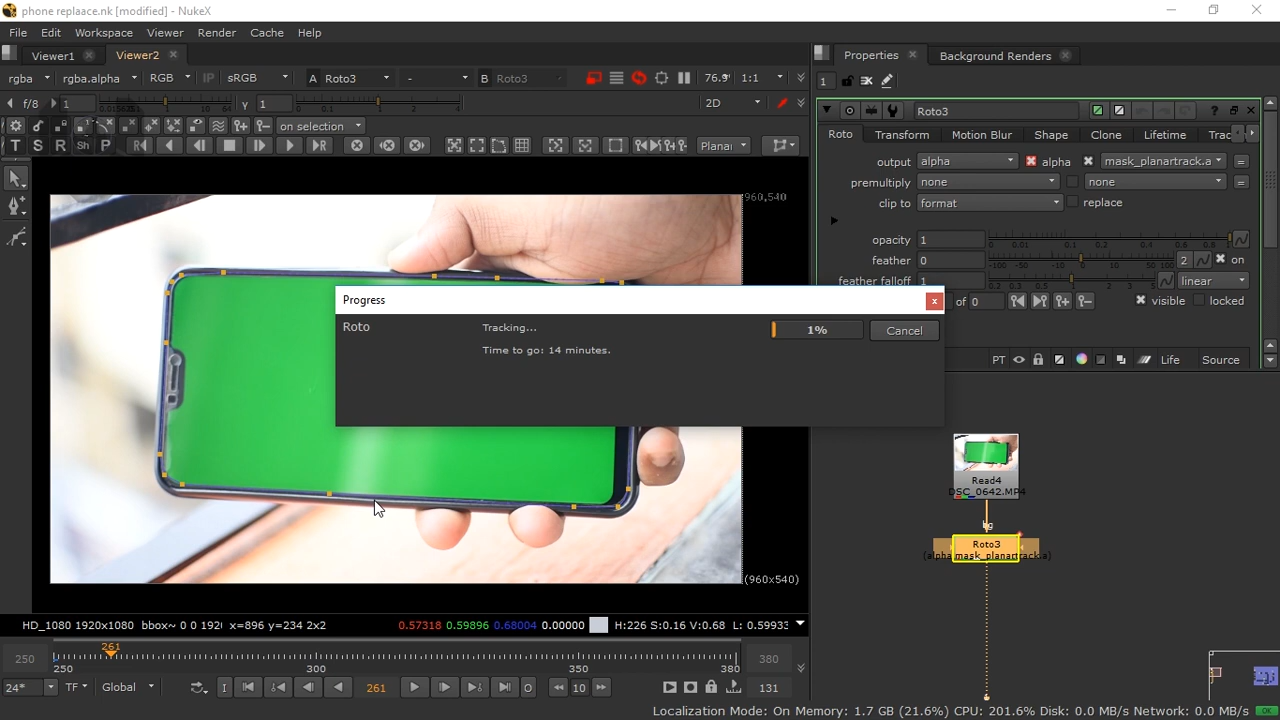 phone replaace.nk [modified] - NukeX
File Edit Workspace Viewer Render Cache Help
Viewer1 Viewer2
rgba rgba.alpha RGB IP sRGB A Roto3 - B Roto3 1:1
f/8 1 γ 1 2D
on selection
T S R Sh P Planar
960,540
(960x540)
HD_1080 1920x1080 bbox~ 0 0 192 x=896 y=234 2x2 0.57318 0.59896 0.68004 0.00000 H:226 S:0.16 V:0.68 L: 0.59933
261
250 250 300 350 380 380
24* TF Global I 261 O 10 131
Progress
Roto Tracking... 1% Cancel
Time to go: 14 minutes.
Properties Background Renders
1
Roto3
Roto Transform Motion Blur Shape Clone Lifetime Trac
output alpha alpha mask_planartrack.a =
premultiply none none =
clip to format replace
opacity 1
feather 0 2 on
feather falloff 1 linear
of 0 visible locked
PT Life Source
Read4
DSC_0642.MP4
bg
Roto3
(alpha mask_planartrack.a)
Localization Mode: On Memory: 1.7 GB (21.6%) CPU: 201.6% Disk: 0.0 MB/s Network: 0.0 MB/s OK